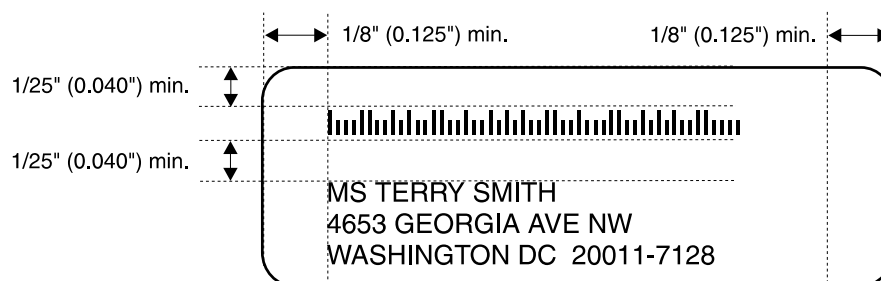 1/8" (0.125") min. 1/8" (0.125") min.
1/25" (0.040") min.
1/25" (0.040") min.
MS TERRY SMITH
4653 GEORGIA AVE NW
WASHINGTON DC  20011-7128